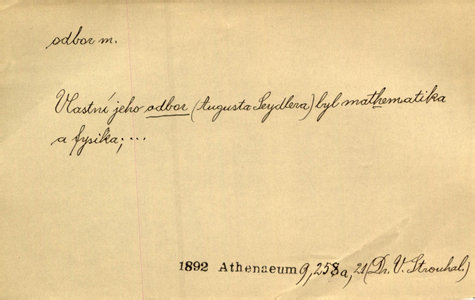 odbor m.
Vlastní jeho odbor (Augusta Seydlera) byl mathematika
a fysika; ...
1892 Athenaeum 9, 258a, 21 (Dr. V. Strouhal.)